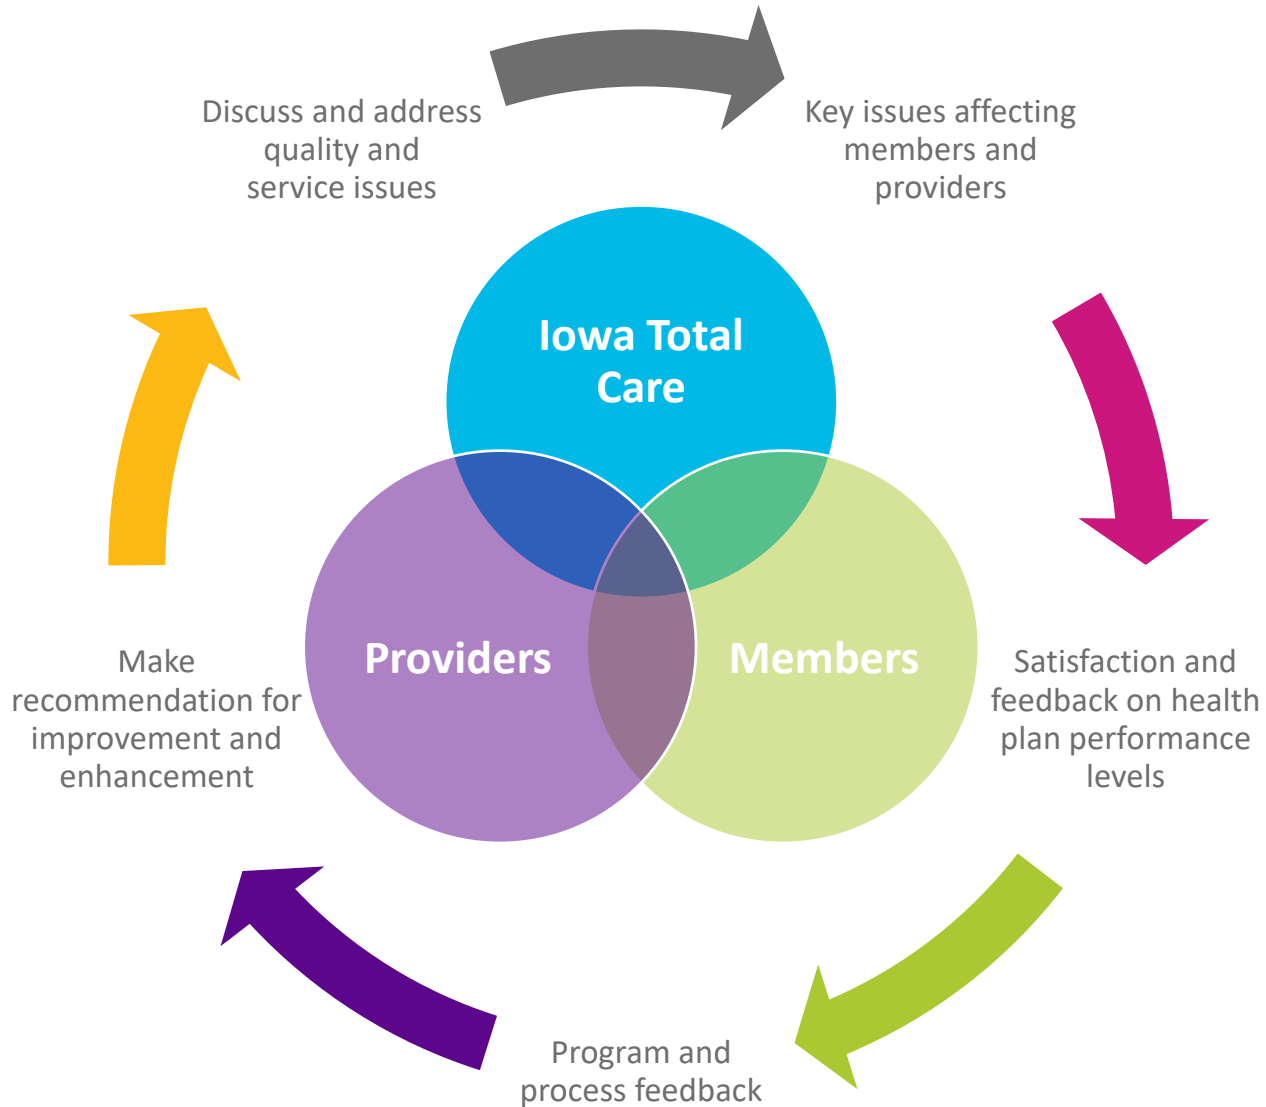 Discuss and address
quality and
service issues
Key issues affecting
members and
providers
Iowa Total
Care
Providers
Members
Make
recommendation for
improvement and
enhancement
Satisfaction and
feedback on health
plan performance
levels
Program and
process feedback